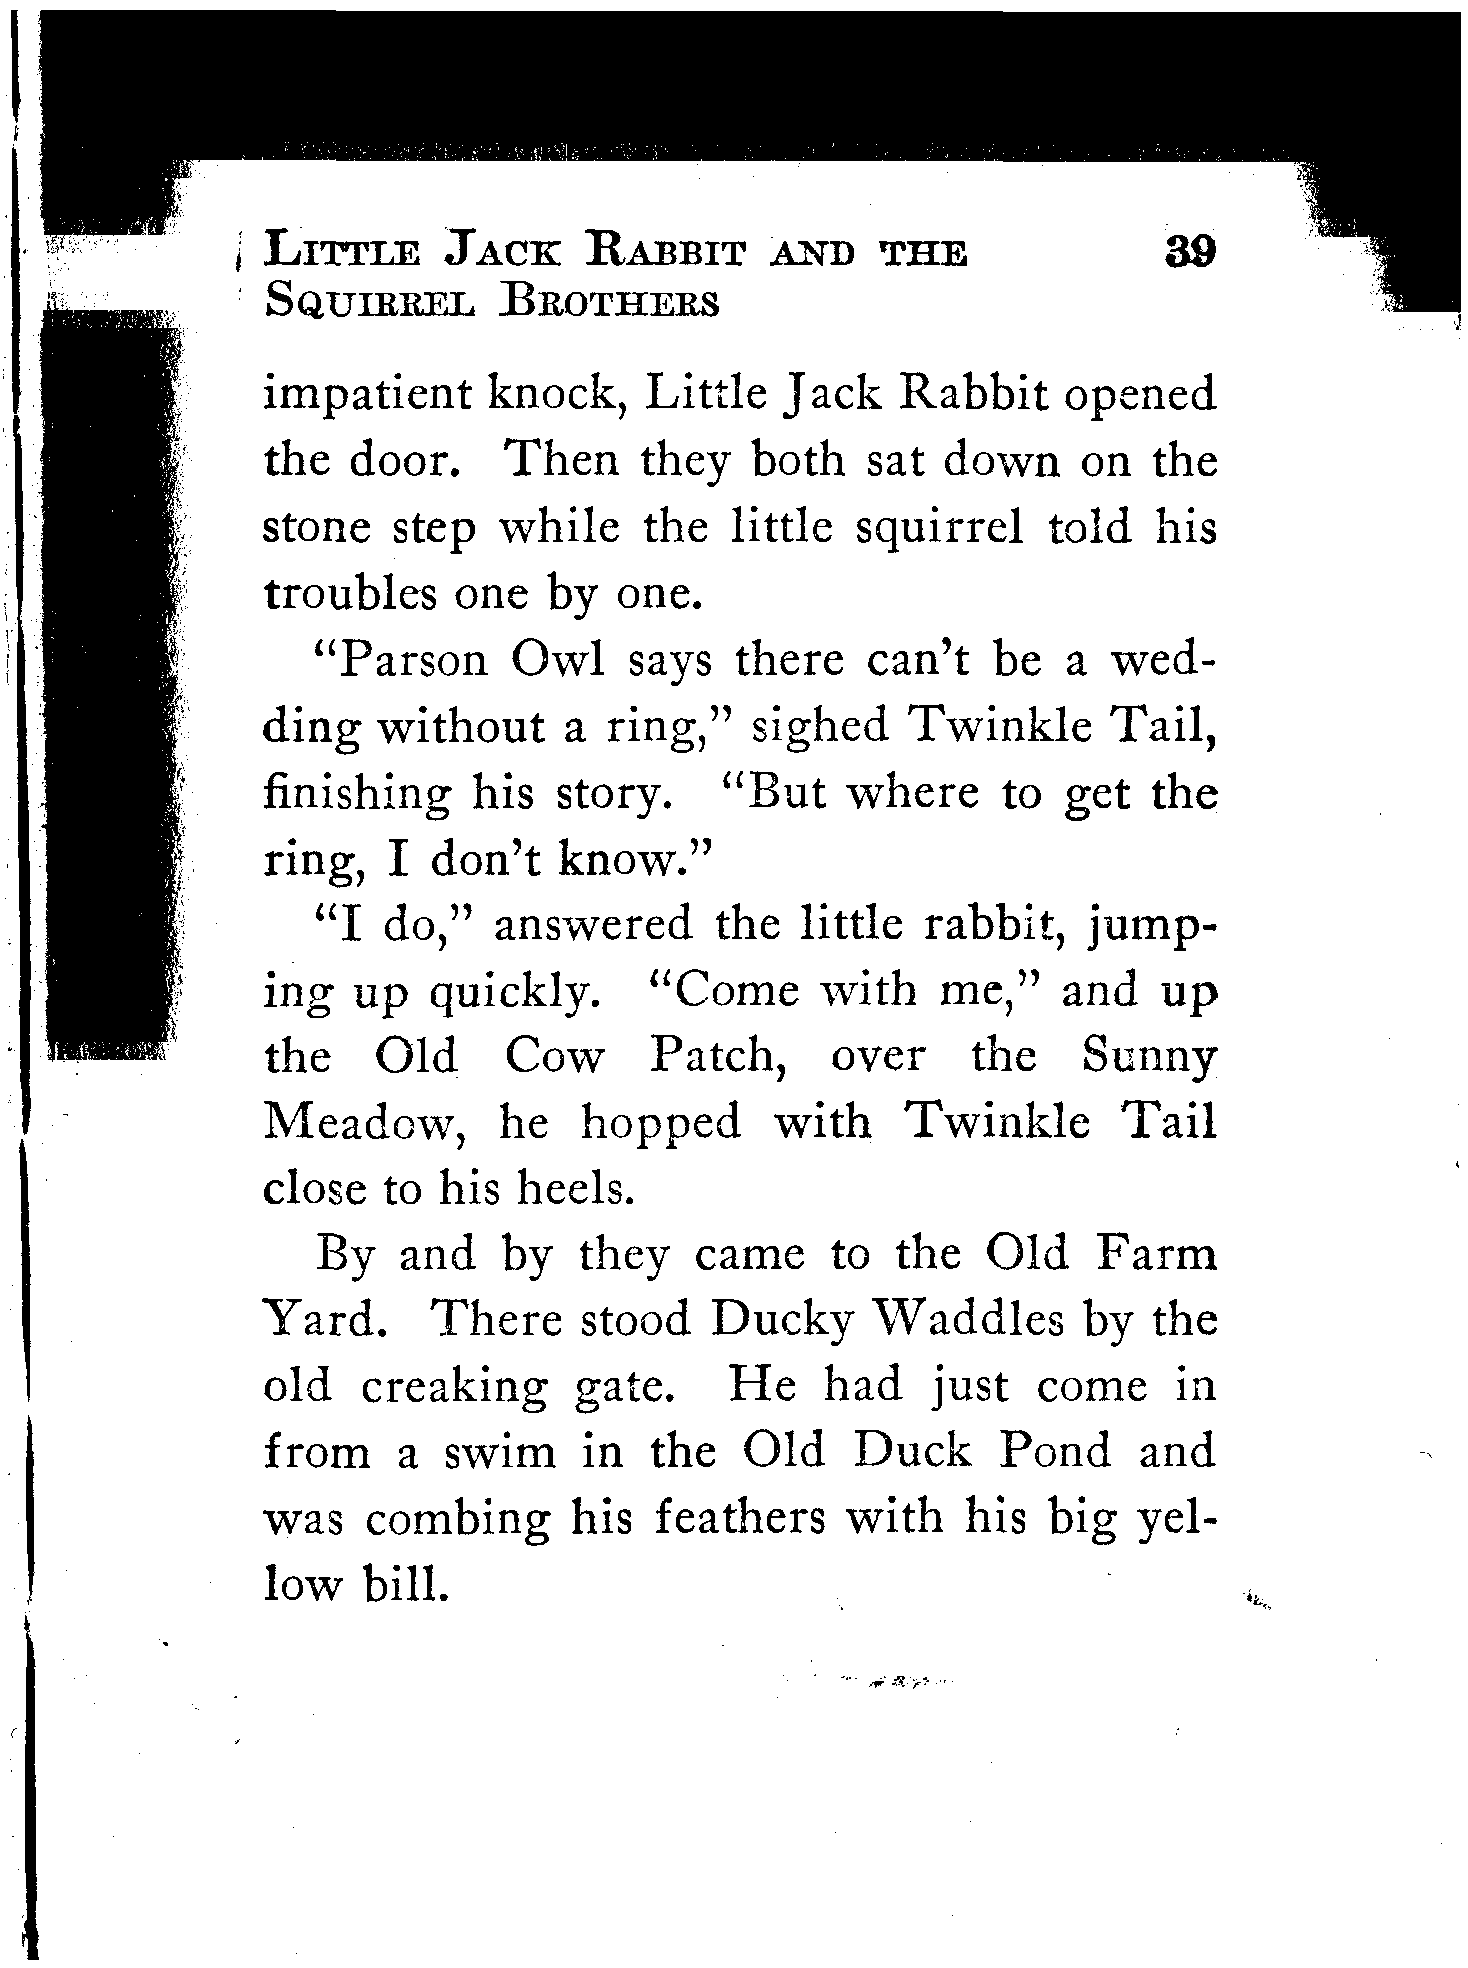 LITTLE JACK RABBIT AND THE 39
SQUIRREL BROTHERS
impatient knock, Little Jack Rabbit opened
the door. Then they both sat down on the
stone step while the little squirrel told his
troubles one by one.
"Parson Owl says there can't be a wed-
ding without a ring," sighed Twinkle Tail,
finishing his story. "But where to get the
ring, I don't know."
"I do," answered the little rabbit, jump-
ing up quickly. "Come with me," and up
the Old Cow Patch, over the Sunny
Meadow, he hopped with Twinkle Tail
close to his heels.
By and by they came to the Old Farm
Yard. There stood Ducky Waddles by the
old creaking gate. He had just come in
from a swim in the Old Duck Pond and
was combing his feathers with his big yel-
low bill.